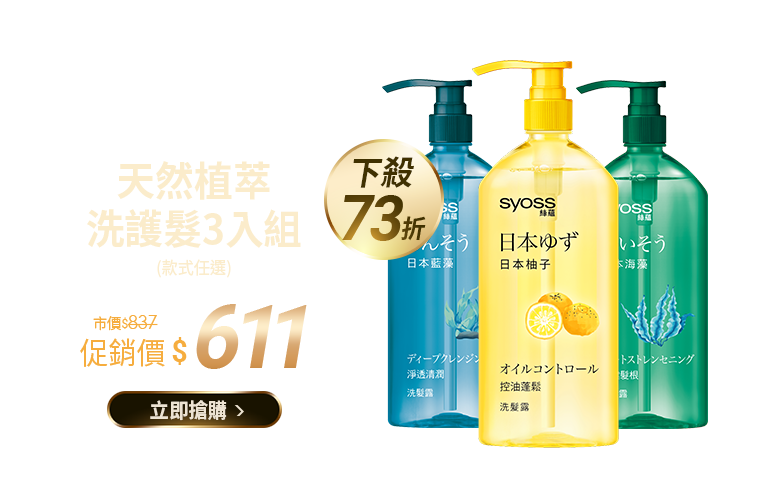 天然植萃
洗護髮3入組
(款式任選)
市價$837
促銷價$611
立即搶購 >
下殺
73折
syoss
絲蘊
日本ゆず
日本柚子
オイルコントロール
控油蓬鬆
洗髮露
んそう
日本藍藻
ディープクレンジン
淨透清潤
洗髮露
yoss
絲蘊
いそう
本海藻
トストレンセニング
髮根
露